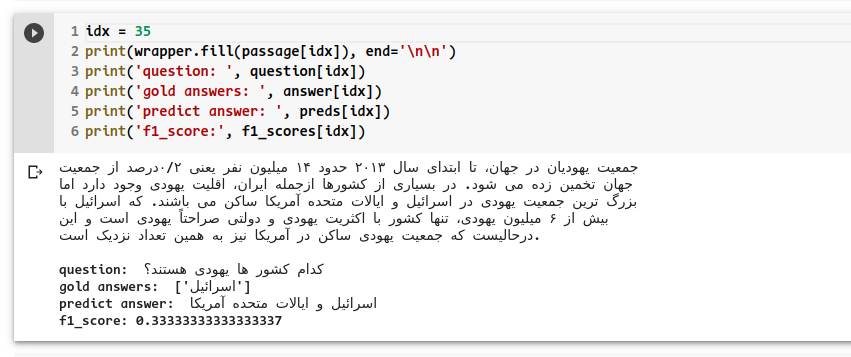 1 idx = 35
2 print(wrapper.fill(passage[idx]), end='\n\n')
3 print('question: ', question[idx])
4 print('gold answers: ', answer[idx])
5 print('predict answer: ', preds[idx])
6 print('f1_score:', f1_scores[idx])
جمعیت یهودیان در جهان، تا ابتدای سال ۲۰۱۳ حدود ۱۴ میلیون نفر یعنی ۰/۲درصد از جمعیت
جهان تخمین زده می شود. در بسیاری از کشورها ازجمله ایران، اقلیت یهودی وجود دارد اما
بزرگ ترین جمعیت یهودی در اسرائیل و ایالات متحده آمریکا ساکن می باشند. که اسرائیل با
بیش از ۶ میلیون یهودی، تنها کشور با اکثریت یهودی و دولتی صراحتاً یهودی است و این
درحالیست که جمعیت یهودی ساکن در آمریکا نیز به همین تعداد نزدیک است.
question:  کدام کشور ها یهودی هستند؟
gold answers:  ['اسرائیل']
predict answer:  اسرائیل و ایالات متحده آمریکا
f1_score: 0.33333333333333337